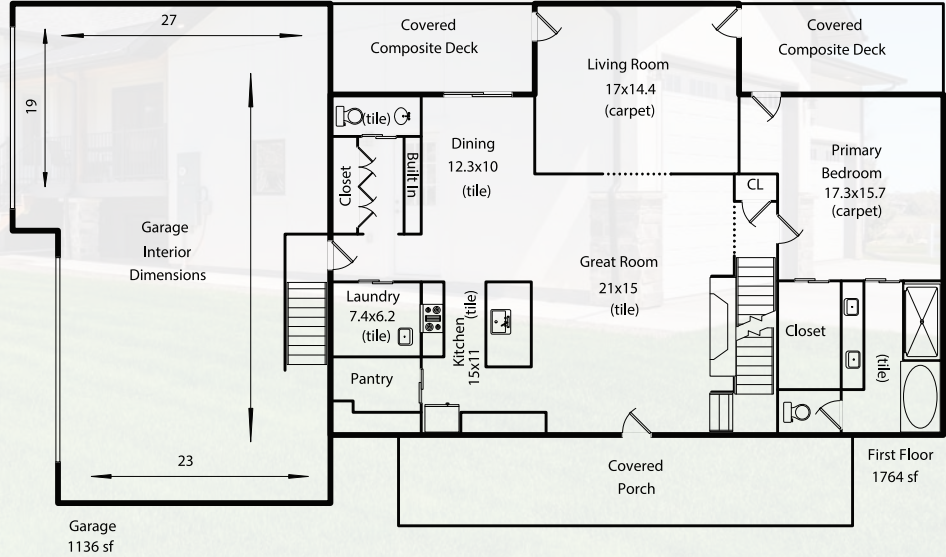 27
19
Garage
Interior
Dimensions
23
Garage
1136 sf
Covered
Composite Deck
Living Room
17x14.4
(carpet)
Covered
Composite Deck
(tile)
Closet
Built In
Dining
12.3x10
(tile)
CL
Primary
Bedroom
17.3x15.7
(carpet)
Great Room
21x15
(tile)
Laundry
7.4x6.2
(tile)
Pantry
Kitchen
15x11
(tile)
Closet
(tile)
Covered
Porch
First Floor
1764 sf